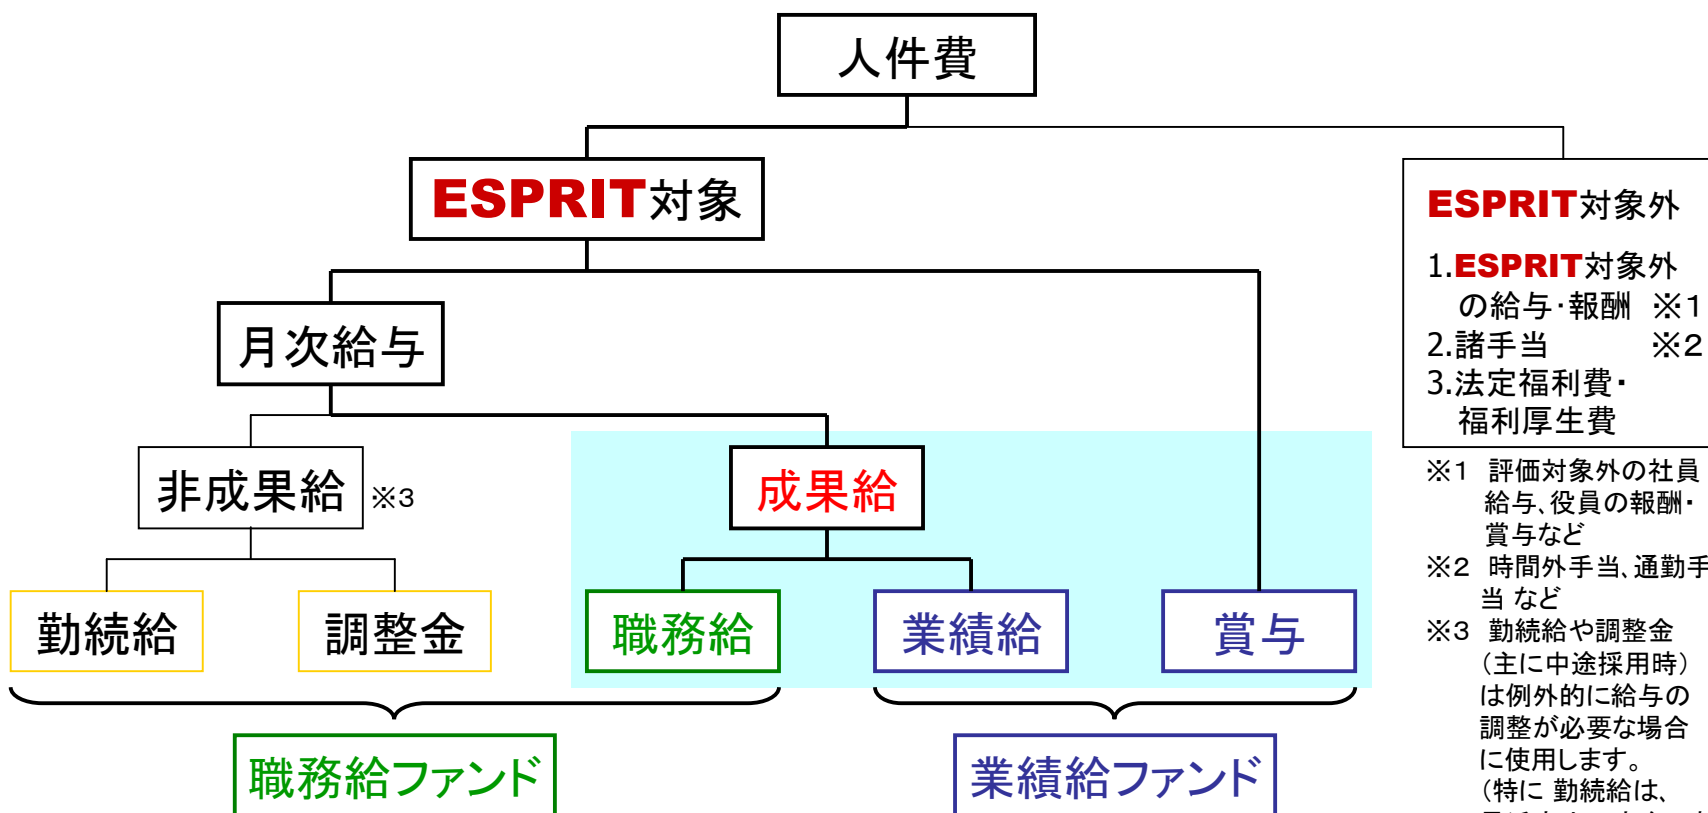 人件費
ESPRIT対象
ESPRIT対象外
1.ESPRIT対象外
の給与・報酬 ※1
2.諸手当 ※2
3.法定福利費・
福利厚生費
月次給与
非成果給 ※3
成果給
勤続給
調整金
職務給
業績給
賞与
職務給ファンド
業績給ファンド
※1 評価対象外の社員
給与、役員の報酬・
賞与など
※2 時間外手当、通勤手
当 など
※3 勤続給や調整金
(主に中途採用時)
は例外的に給与の
調整が必要な場合
に使用します。
(特に 勤続給は、